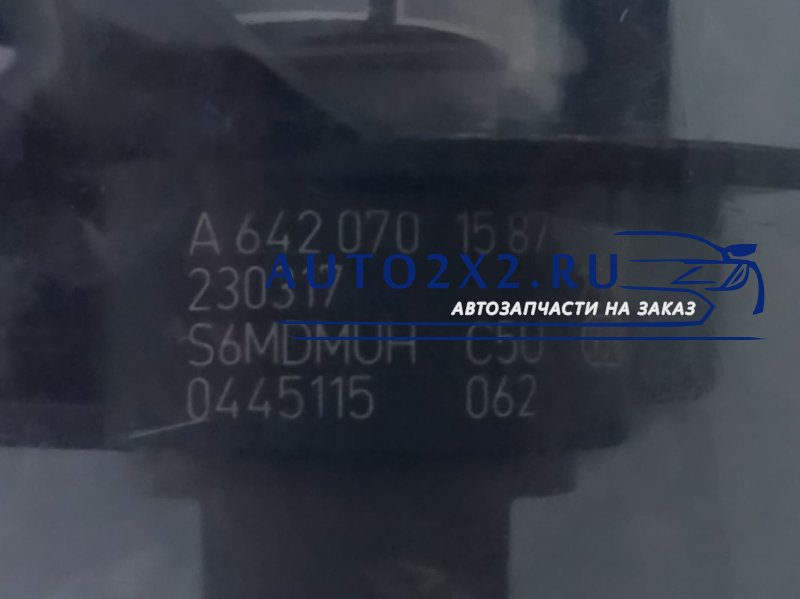 A 642 070 1587
AUTO2X2.RU
230317
АВТОЗАПЧАСТИ НА ЗАКАЗ
S6MDMUH C50
0445115 062